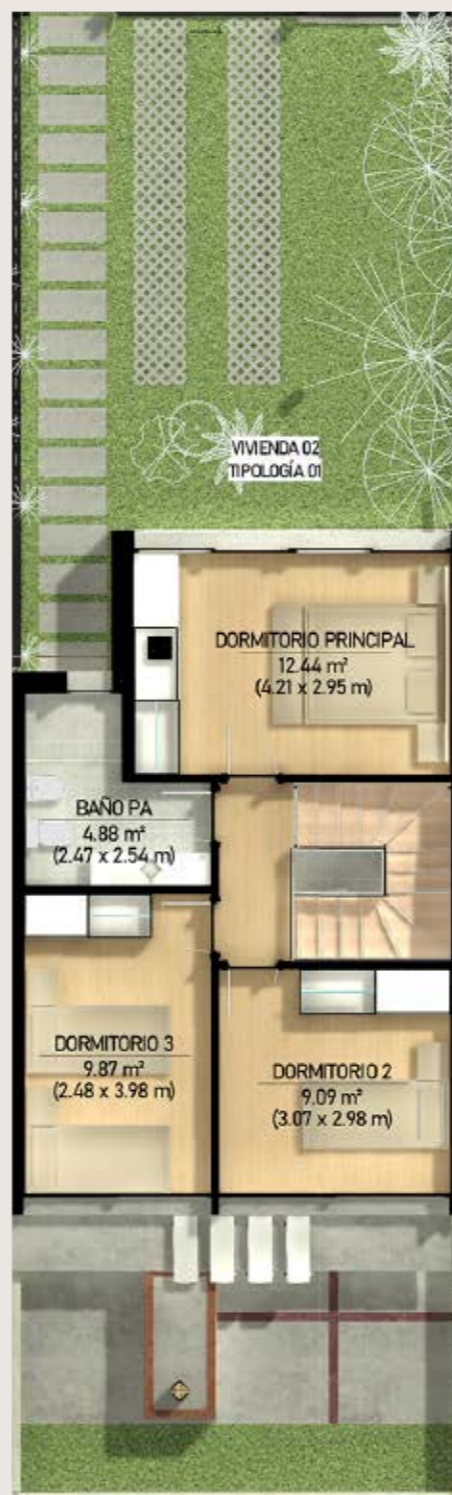 VIVIENDA 02
TIPOLOGÍA 01
DORMITORIO PRINCIPAL
12.44 m²
(4.21 x 2.95 m)
BAÑO PA
4.88 m²
(2.47 x 2.54 m)
DORMITORIO 3
9.87 m²
(2.48 x 3.98 m)
DORMITORIO 2
9.09 m²
(3.07 x 2.98 m)